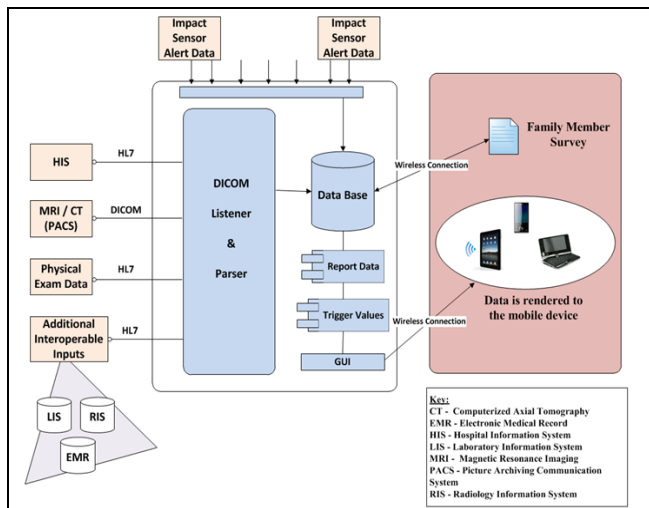 Impact
Sensor
Alert Data
Impact
Sensor
Alert Data
HIS
HL7
MRI / CT
(PACS)
DICOM
Physical
Exam Data
HL7
Additional
Interoperable
Inputs
HL7
LIS
RIS
EMR
DICOM
Listener
&
Parser
Data Base
Report Data
Trigger Values
GUI
Wireless Connection
Wireless Connection
Family Member
Survey
Data is rendered to
the mobile device
Key:
CT - Computerized Axial Tomography
EMR - Electronic Medical Record
HIS - Hospital Information System
LIS - Laboratory Information System
MRI - Magnetic Resonance Imaging
PACS - Picture Archiving Communication
System
RIS - Radiology Information System